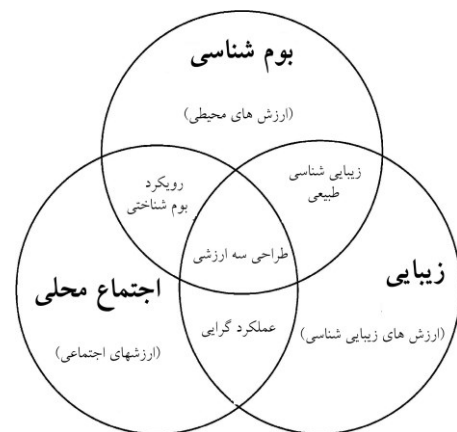 بوم شناسی
(ارزش های محیطی)
رویکرد
بوم شناختی
زیبایی شناسی
طبیعی
طراحی سه ارزشی
اجتماع محلی
(ارزشهای اجتماعی)
زیبایی
(ارزش های زیبایی شناسی)
عملکرد گرایی